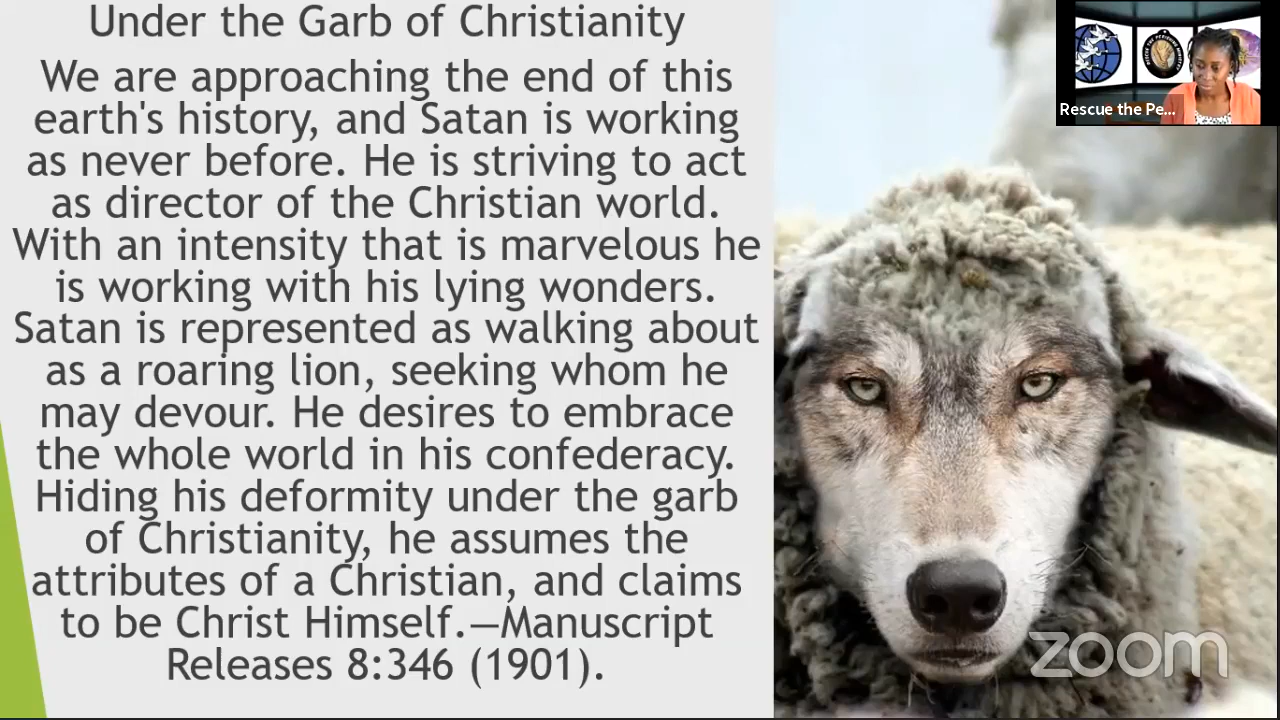 Under the Garb of Christianity
We are approaching the end of this
earth's history, and Satan is working
as never before. He is striving to act
as director of the Christian world.
With an intensity that is marvelous he
is working with his lying wonders.
Satan is represented as walking about
as a roaring lion, seeking whom he
may devour. He desires to embrace
the whole world in his confederacy.
Hiding his deformity under the garb
of Christianity, he assumes the
attributes of a Christian, and claims
to be Christ Himself.—Manuscript
Releases 8:346 (1901).
Rescue the Pe...
zoom